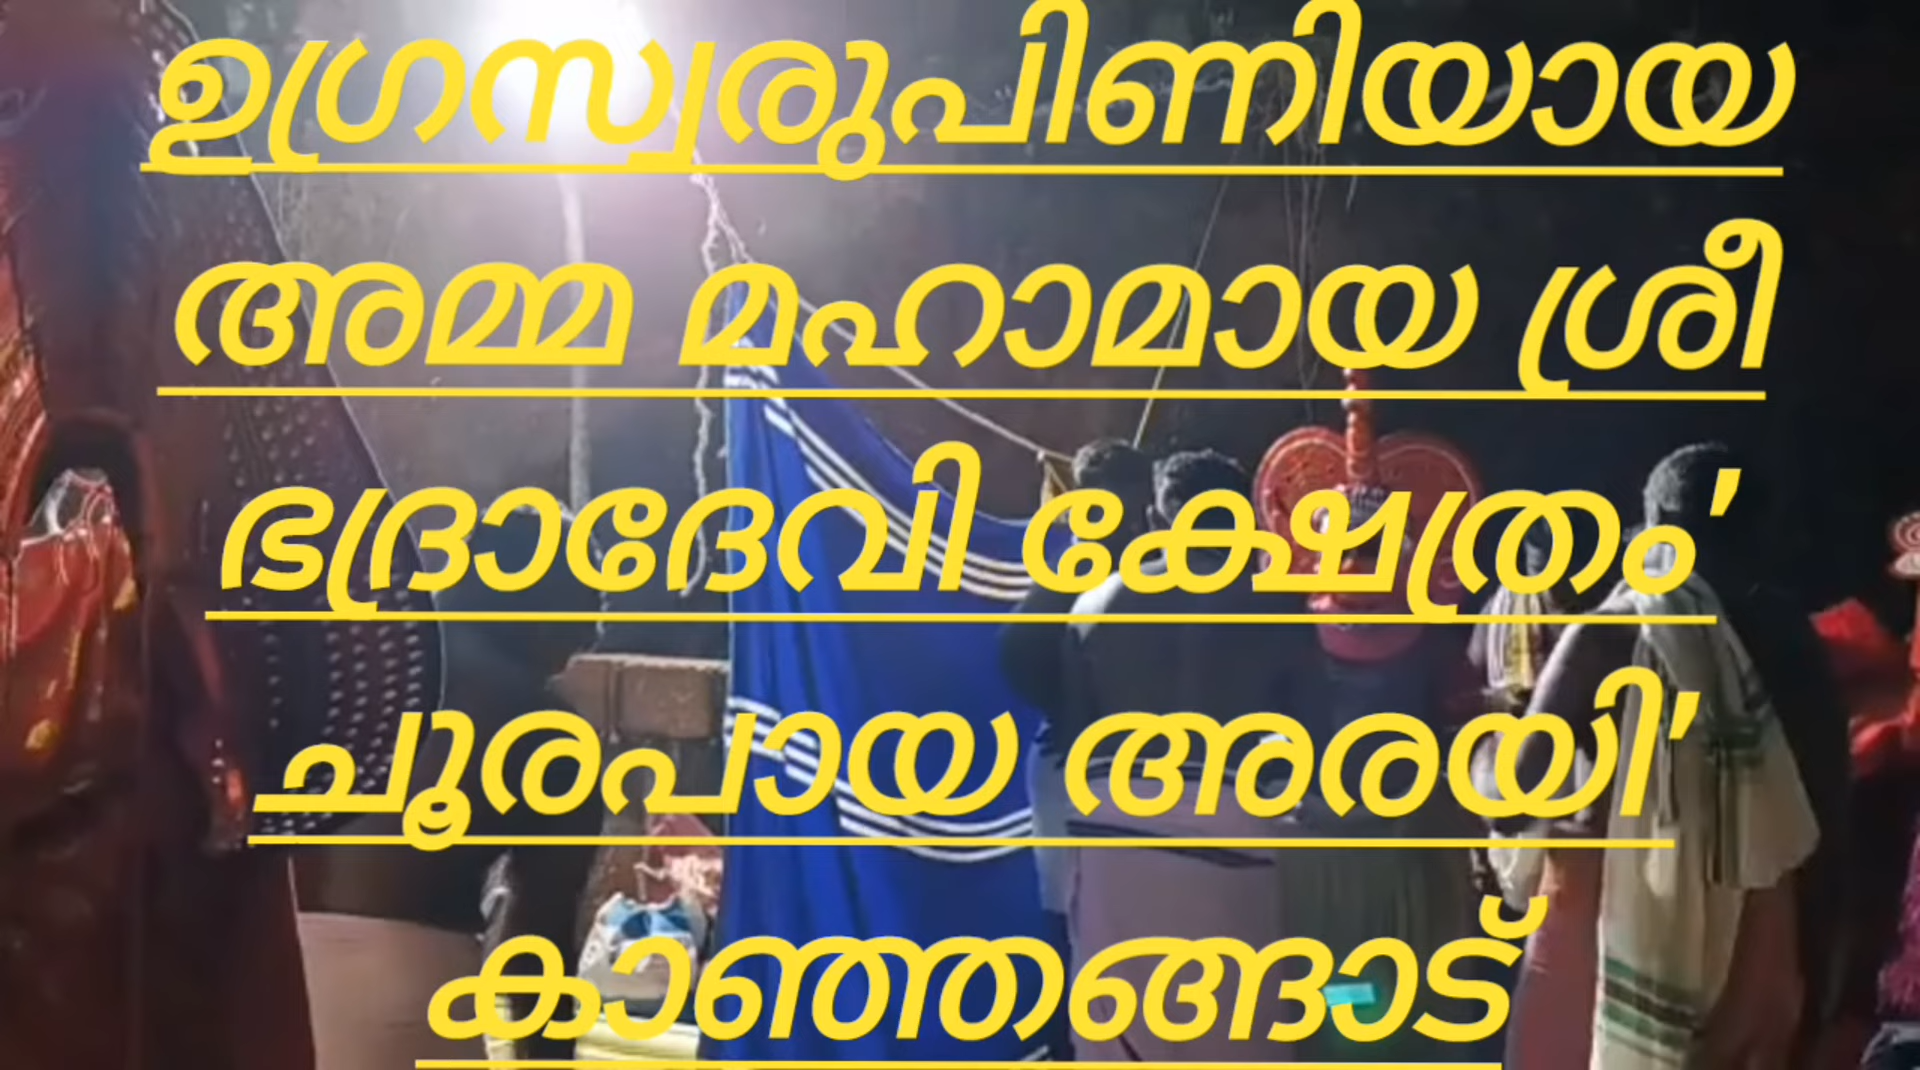 ഉഗ്രസ്വരുപിണിയായ
അമ്മ മഹാമായ ശ്രീ
ഭദ്രാദേവി ക്ഷേത്രം'
ചൂരപായ അരയി'
കാഞ്ഞങ്ങാട്